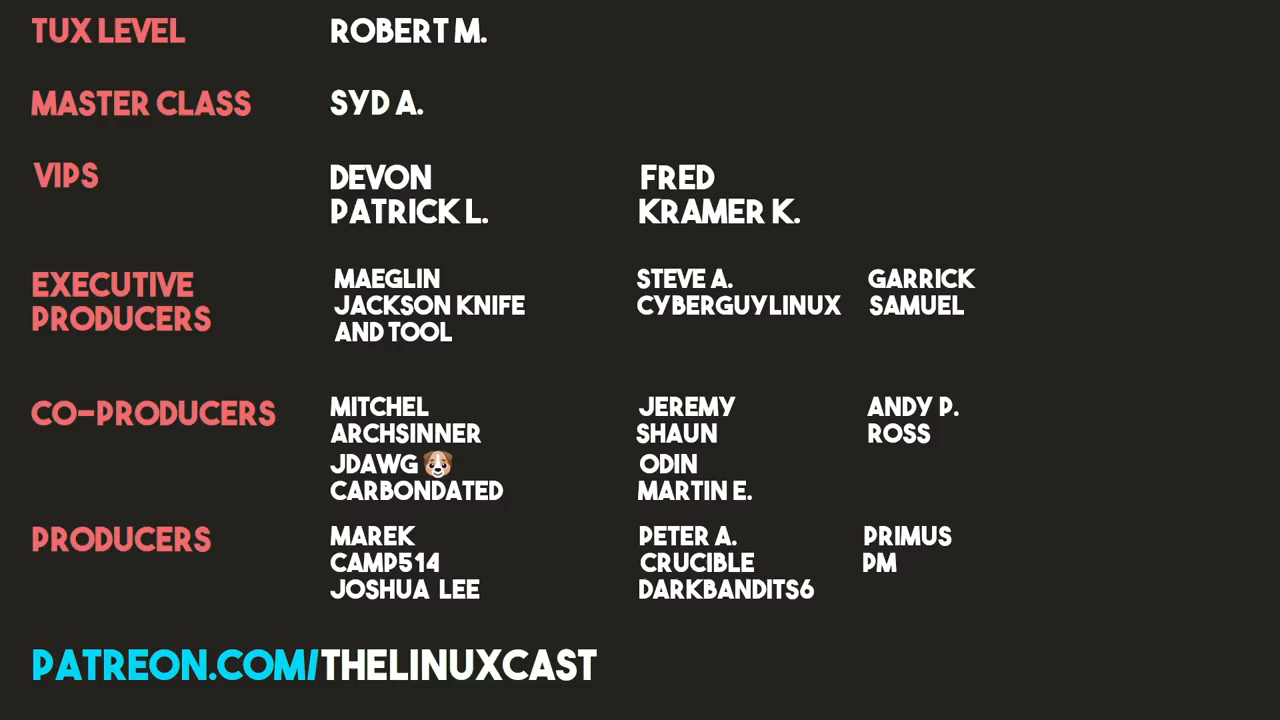 TUX LEVEL ROBERT M.
MASTER CLASS SYD A.
VIPS DEVON FRED
PATRICK L. KRAMER K.
EXECUTIVE PRODUCERS MAEGLIN STEVE A. GARRICK
JACKSON KNIFE AND TOOL CYBERGUYLINUX SAMUEL
CO-PRODUCERS MITCHEL JEREMY ANDY P.
ARCHSINNER SHAUN ROSS
JDAWG 🐶 ODIN
CARBONDATED MARTIN E.
PRODUCERS MAREK PETER A. PRIMUS
CAMP514 CRUCIBLE PM
JOSHUA LEE DARKBANDITS6
PATREON.COM/THELINUXCAST